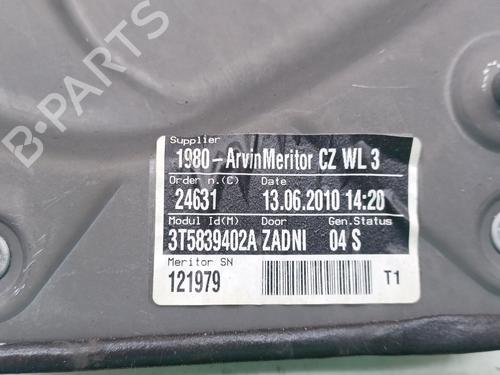 Supplier
1980-ArvinMeritor CZ WL 3
Order n.(C) Date
24631 13.06.2010 14:20
Modul Id(M) Door Gen.Status
3T5839402A ZADNI 04 S
Meritor SN
121979 T1
B-PARTS